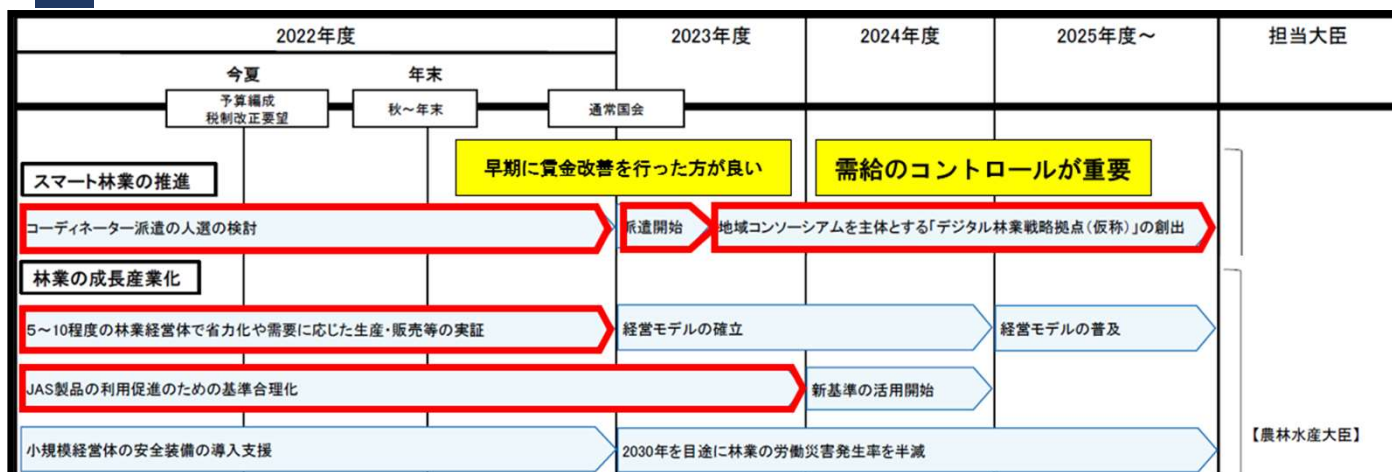 2022年度 2023年度 2024年度 2025年度～ 担当大臣
今夏 年末
予算編成
税制改正要望
秋～年末
通常国会
早期に賃金改善を行った方が良い
需給のコントロールが重要
スマート林業の推進
コーディネーター派遣の人選の検討
派遣開始
地域コンソーシアムを主体とする「デジタル林業戦略拠点(仮称)」の創出
林業の成長産業化
5～10程度の林業経営体で省力化や需要に応じた生産・販売等の実証
経営モデルの確立
経営モデルの普及
JAS製品の利用促進のための基準合理化
新基準の活用開始
小規模経営体の安全装備の導入支援
2030年を目途に林業の労働災害発生率を半減
【農林水産大臣】